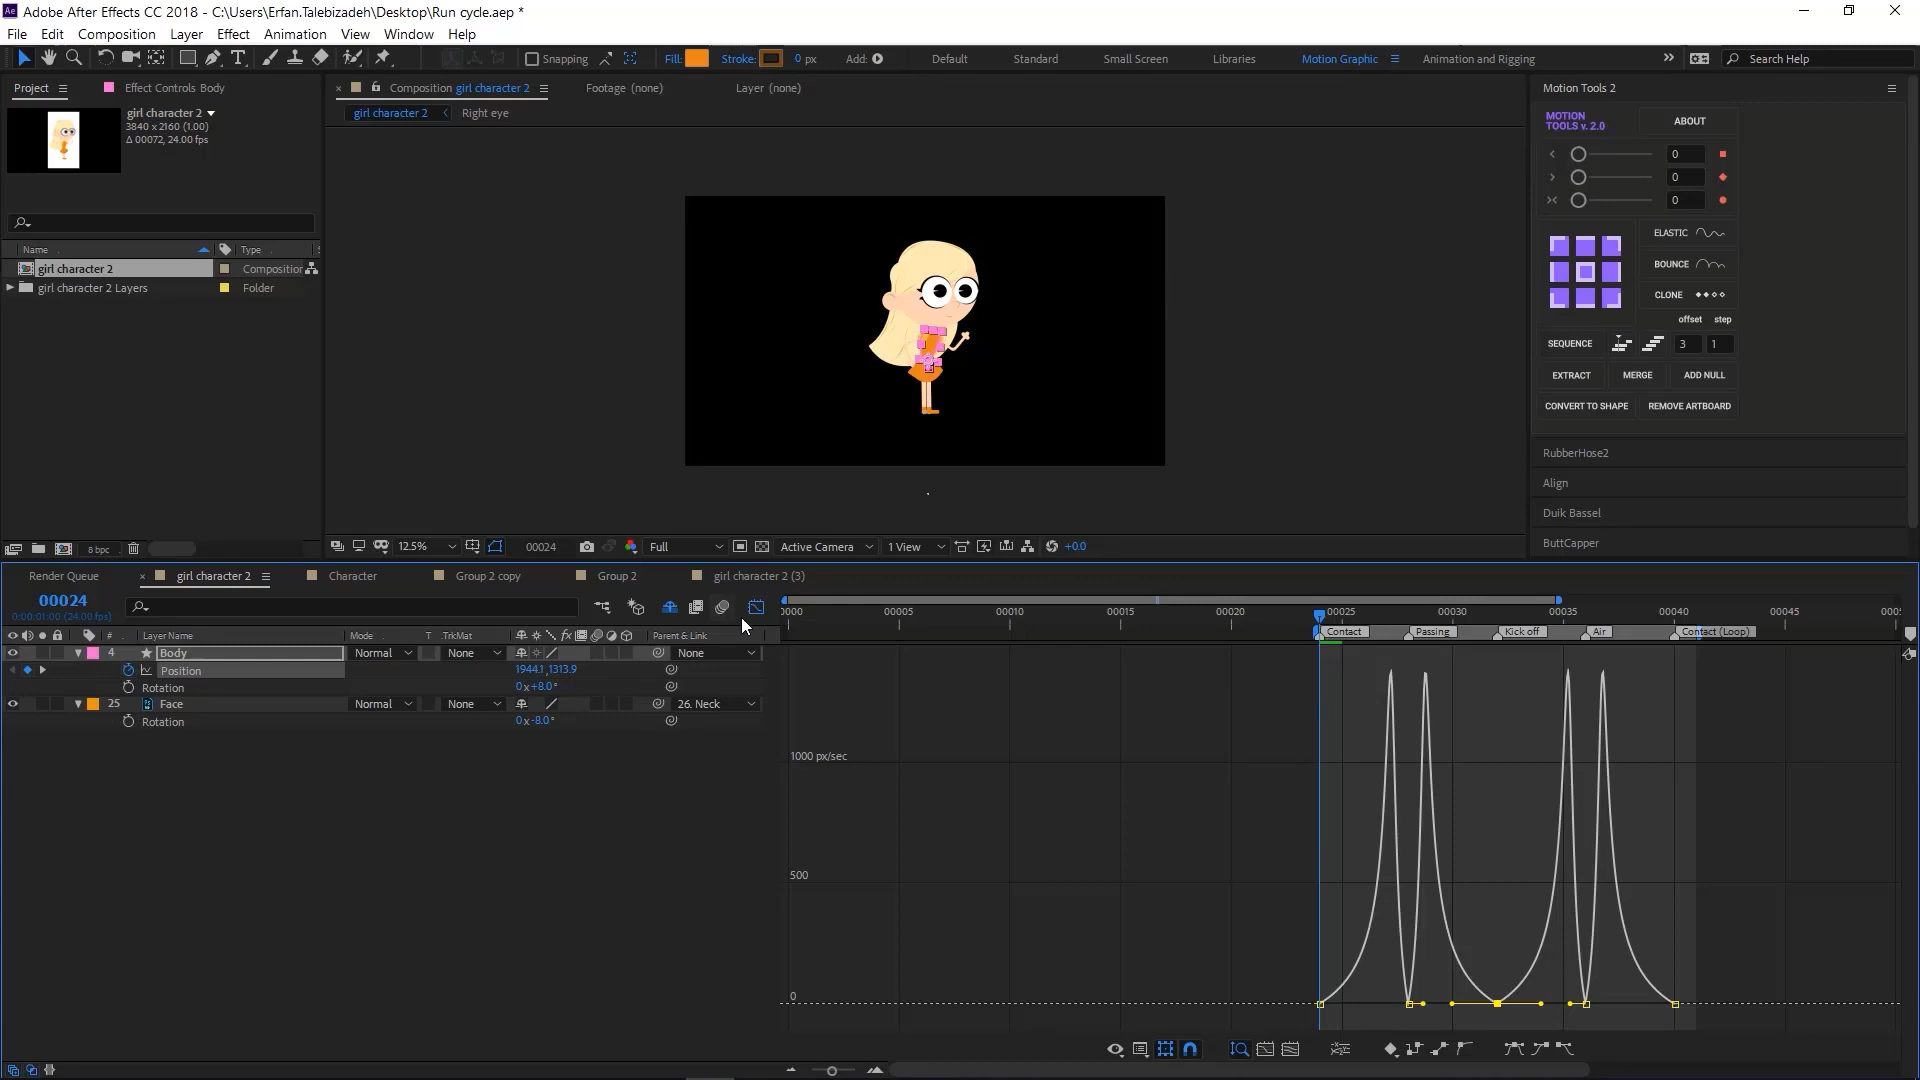 Ae Adobe After Effects CC 2018 - C:\Users\Erfan.Talebizadeh\Desktop\Run cycle.aep *
File Edit Composition Layer Effect Animation View Window Help
Snapping Fill: Stroke: 0 px Add: Default Standard Small Screen Libraries Motion Graphic Animation and Rigging Search Help
Project Effect Controls Body
girl character 2
3840 x 2160 (1.00)
Δ 00072, 24.00 fps
Name Type
girl character 2 Composition
girl character 2 Layers Folder
8 bpc
Composition girl character 2 Footage (none) Layer (none)
girl character 2 Right eye
12.5% 00024 Full Active Camera 1 View +0.0
Motion Tools 2
MOTION
TOOLS v. 2.0
ABOUT
0
0
0
ELASTIC
BOUNCE
CLONE
offset step
SEQUENCE 3 1
EXTRACT MERGE ADD NULL
CONVERT TO SHAPE REMOVE ARTBOARD
RubberHose2
Align
Duik Bassel
ButtCapper
Render Queue girl character 2 Character Group 2 copy Group 2 girl character 2 (3)
00024
0:00:01:00 (24.00 fps)
# Layer Name Mode T TrkMat fx Parent & Link
4 Body Normal None None
Position 1944.1,1313.9
Rotation 0x+8.0°
25 Face Normal None 26. Neck
Rotation 0x-8.0°
0000 00005 00010 00015 00020 00025 00030 00035 00040 00045
Contact Passing Kick off Air Contact (Loop)
1000 px/sec
500
0